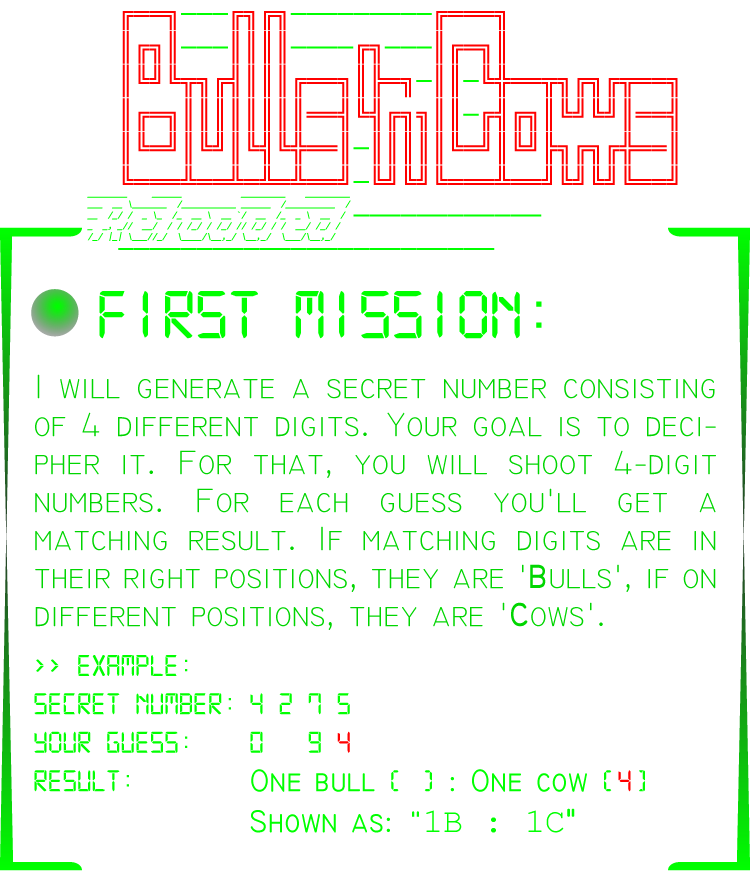 Bulls n Cows
Reloaded
FIRST MISSION:
I WILL GENERATE A SECRET NUMBER CONSISTING
OF 4 DIFFERENT DIGITS. YOUR GOAL IS TO DECI-
PHER IT. FOR THAT, YOU WILL SHOOT 4-DIGIT
NUMBERS. FOR EACH GUESS YOU'LL GET A
MATCHING RESULT. IF MATCHING DIGITS ARE IN
THEIR RIGHT POSITIONS, THEY ARE 'BULLS', IF ON
DIFFERENT POSITIONS, THEY ARE 'COWS'.
>> EXAMPLE:
SECRET NUMBER: 4 2 7 5
YOUR GUESS: 0 9 4
RESULT: ONE BULL ( ) : ONE COW (4)
SHOWN AS: "1B : 1C"